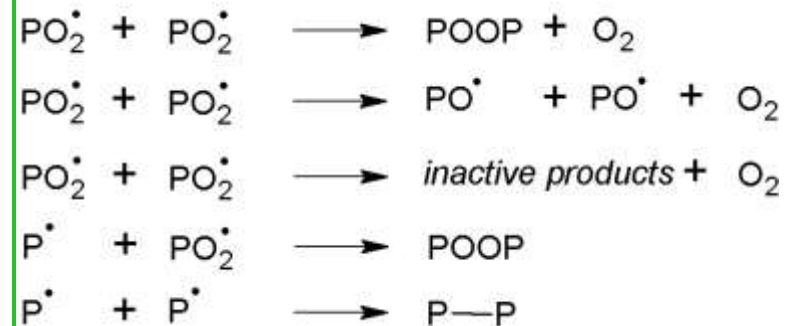 PO₂• + PO₂• ⟶ POOP + O₂
PO₂• + PO₂• ⟶ PO• + PO• + O₂
PO₂• + PO₂• ⟶ inactive products + O₂
P• + PO₂• ⟶ POOP
P• + P• ⟶ P—P